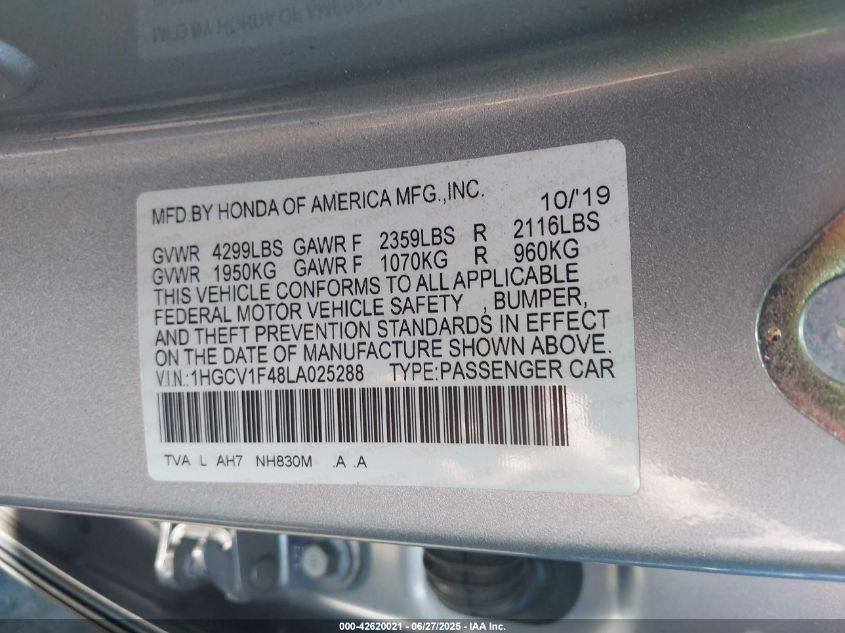 MFD.BY HONDA OF AMERICA MFG.,INC. 10/'19
GVWR 4299LBS GAWR F 2359LBS R 2116LBS
GVWR 1950KG GAWR F 1070KG R 960KG
THIS VEHICLE CONFORMS TO ALL APPLICABLE
FEDERAL MOTOR VEHICLE SAFETY , BUMPER,
AND THEFT PREVENTION STANDARDS IN EFFECT
ON THE DATE OF MANUFACTURE SHOWN ABOVE.
V.I.N.:1HGCV1F48LA025288 TYPE:PASSENGER CAR
TVA L AH7 NH830M .A .A
000-42620021 - 06/27/2025 - IAA Inc.